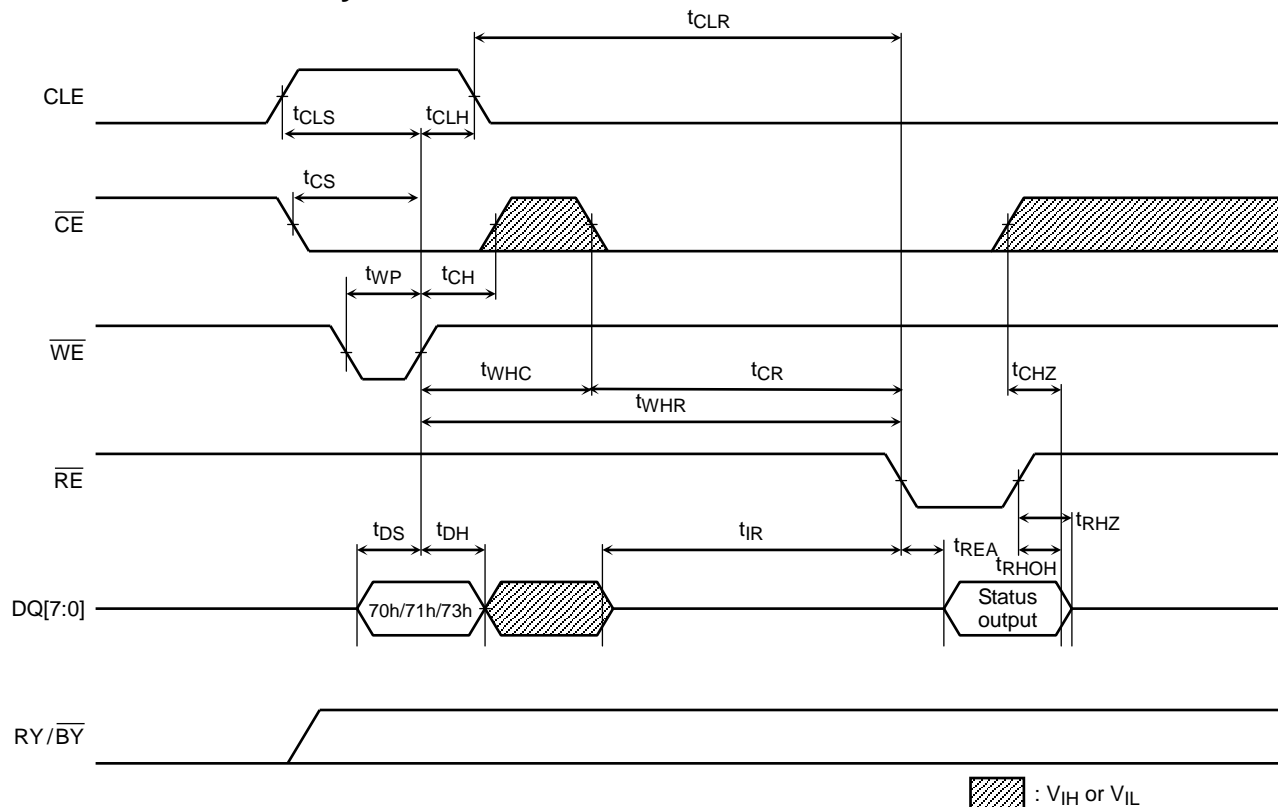 tCLR
CLE
tCLS
tCLH
tCS
CE
tWP
tCH
WE
tWHC
tCR
tCHZ
tWHR
RE
tDS
tDH
tIR
tREA
tRHZ
tRHOH
DQ[7:0]
70h/71h/73h
Status
output
RY/BY
: VIH or VIL